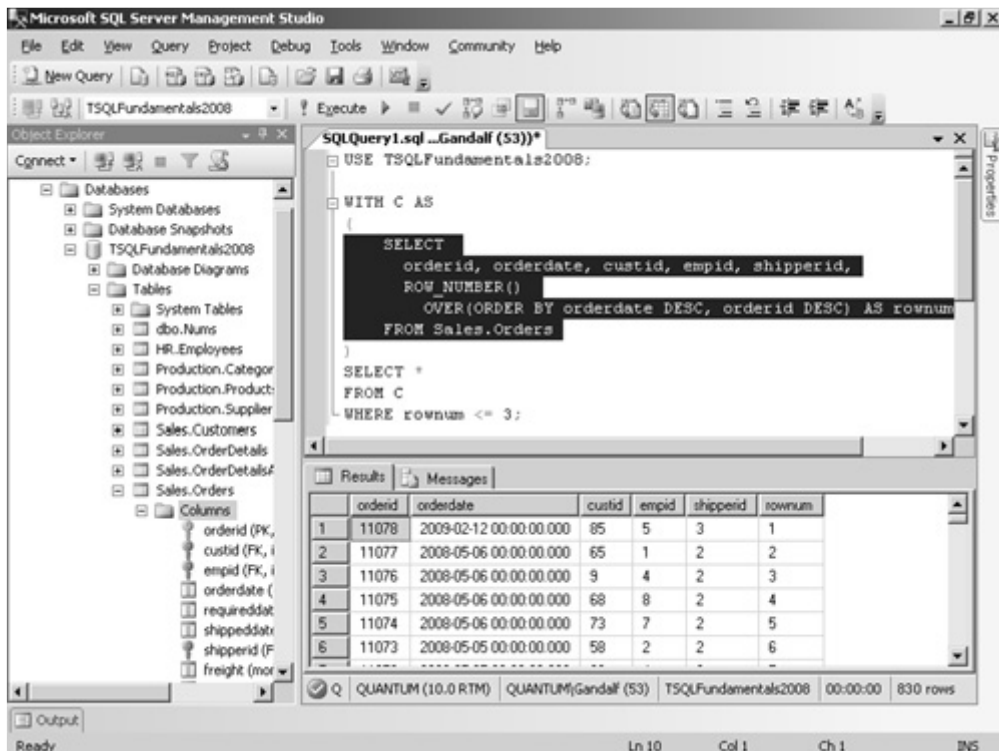 Microsoft SQL Server Management Studio
File Edit View Query Project Debug Tools Window Community Help
New Query
TSQLFundamentals2008 Execute
Object Explorer
Connect
Databases
System Databases
Database Snapshots
TSQLFundamentals2008
Database Diagrams
Tables
System Tables
dbo.Nums
HR.Employees
Production.Categor
Production.Product
Production.Supplier
Sales.Customers
Sales.OrderDetails
Sales.OrderDetailsA
Sales.Orders
Columns
orderid (PK,
custid (FK, i
empid (FK, i
orderdate (
requireddat
shippeddate
shipperid (F
freight (mor
SQLQuery1.sql ...Gandalf (53))*
USE TSQLFundamentals2008;
WITH C AS
(
SELECT
orderid, orderdate, custid, empid, shipperid,
ROW_NUMBER()
OVER(ORDER BY orderdate DESC, orderid DESC) AS rownum
FROM Sales.Orders
)
SELECT *
FROM C
WHERE rownum <= 3;
Properties
Results Messages
orderid orderdate custid empid shipperid rownum
1 11078 2009-02-12 00:00:00.000 85 5 3 1
2 11077 2008-05-06 00:00:00.000 65 1 2 2
3 11076 2008-05-06 00:00:00.000 9 4 2 3
4 11075 2008-05-06 00:00:00.000 68 8 2 4
5 11074 2008-05-06 00:00:00.000 73 7 2 5
6 11073 2008-05-05 00:00:00.000 58 2 2 6
Q QUANTUM (10.0 RTM) QUANTUM\Gandalf (53) TSQLFundamentals2008 00:00:00 830 rows
Output
Ready Ln 10 Col 1 Ch 1 INS